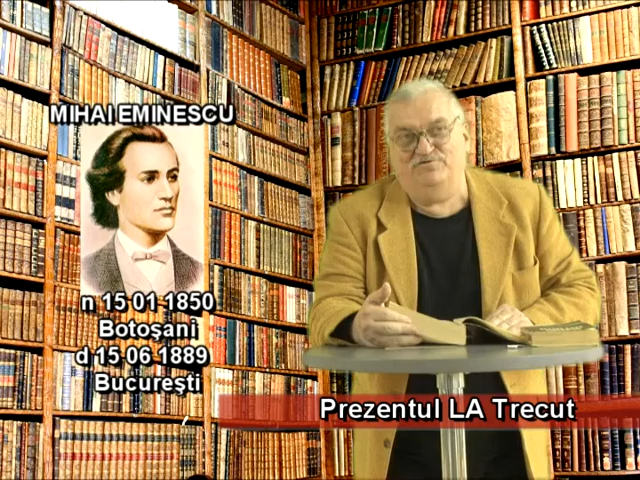 MIHAI EMINESCU
n 15 01 1850
Botoşani
d 15 06 1889
Bucureşti
Prezentul LA Trecut